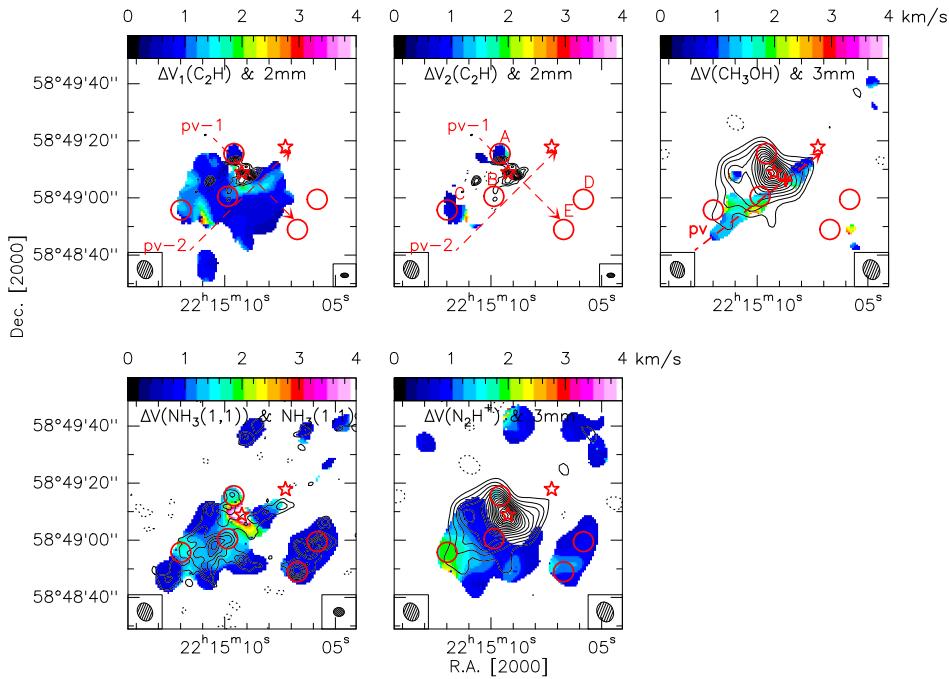 0 1 2 3 4 0 1 2 3 4 0 1 2 3 4 km/s
ΔV₁(C₂H) & 2mm
ΔV₂(C₂H) & 2mm
ΔV(CH₃OH) & 3mm
58°49'40''
58°49'20''
58°49'00''
58°48'40''
pv-1
pv-2
pv-1
A
B
C
D
E
pv-2
pv
22ʰ15ᵐ10ˢ 05ˢ
22ʰ15ᵐ10ˢ 05ˢ
22ʰ15ᵐ10ˢ 05ˢ
Dec. [2000]
0 1 2 3 4 0 1 2 3 4 km/s
ΔV(NH₃(1,1)) & NH₃(1,1)
ΔV(N₂H⁺) & 3mm
58°49'40''
58°49'20''
58°49'00''
58°48'40''
22ʰ15ᵐ10ˢ 05ˢ
22ʰ15ᵐ10ˢ 05ˢ
R.A. [2000]